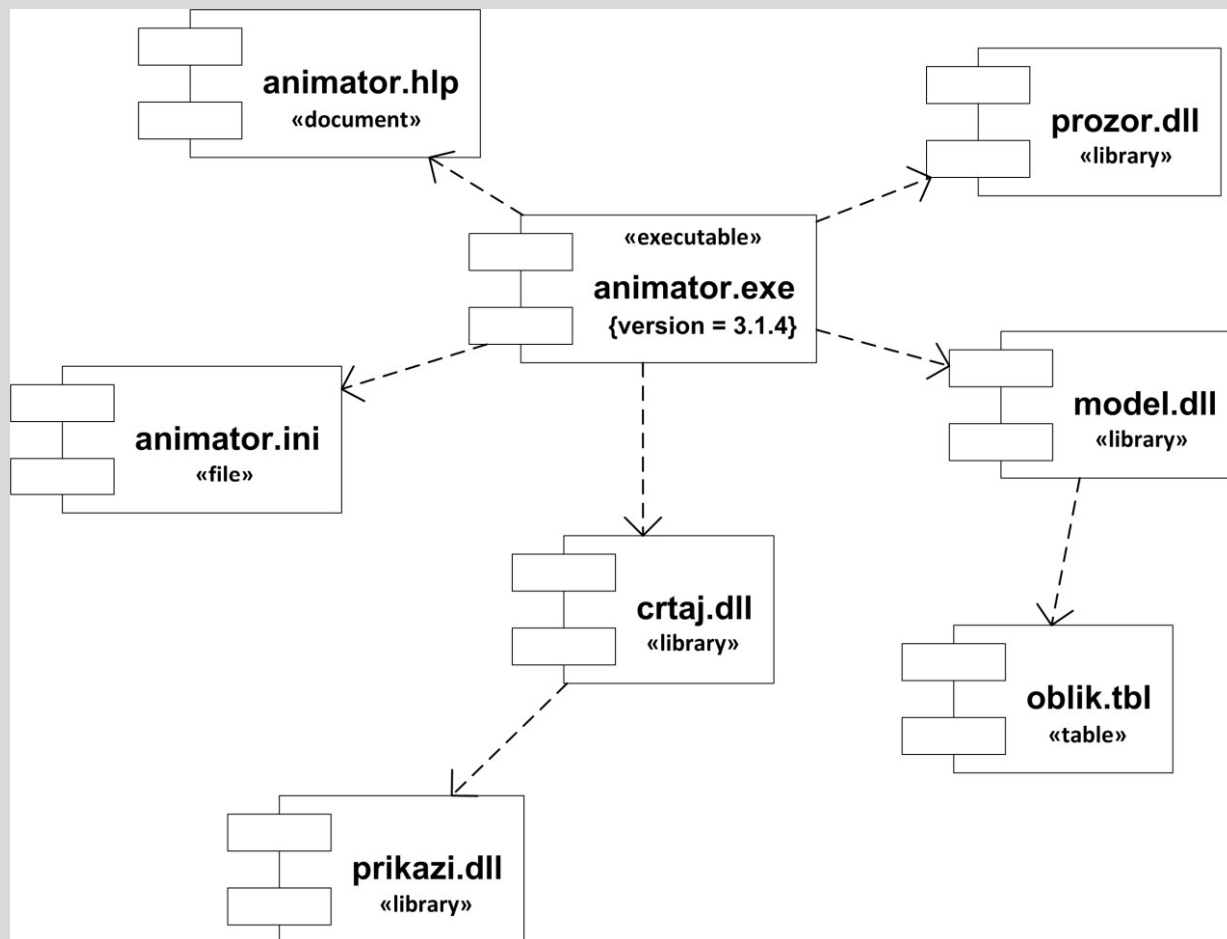 animator.hlp
«document»
prozor.dll
«library»
«executable»
animator.exe
{version = 3.1.4}
model.dll
«library»
animator.ini
«file»
crtaj.dll
«library»
oblik.tbl
«table»
prikazi.dll
«library»